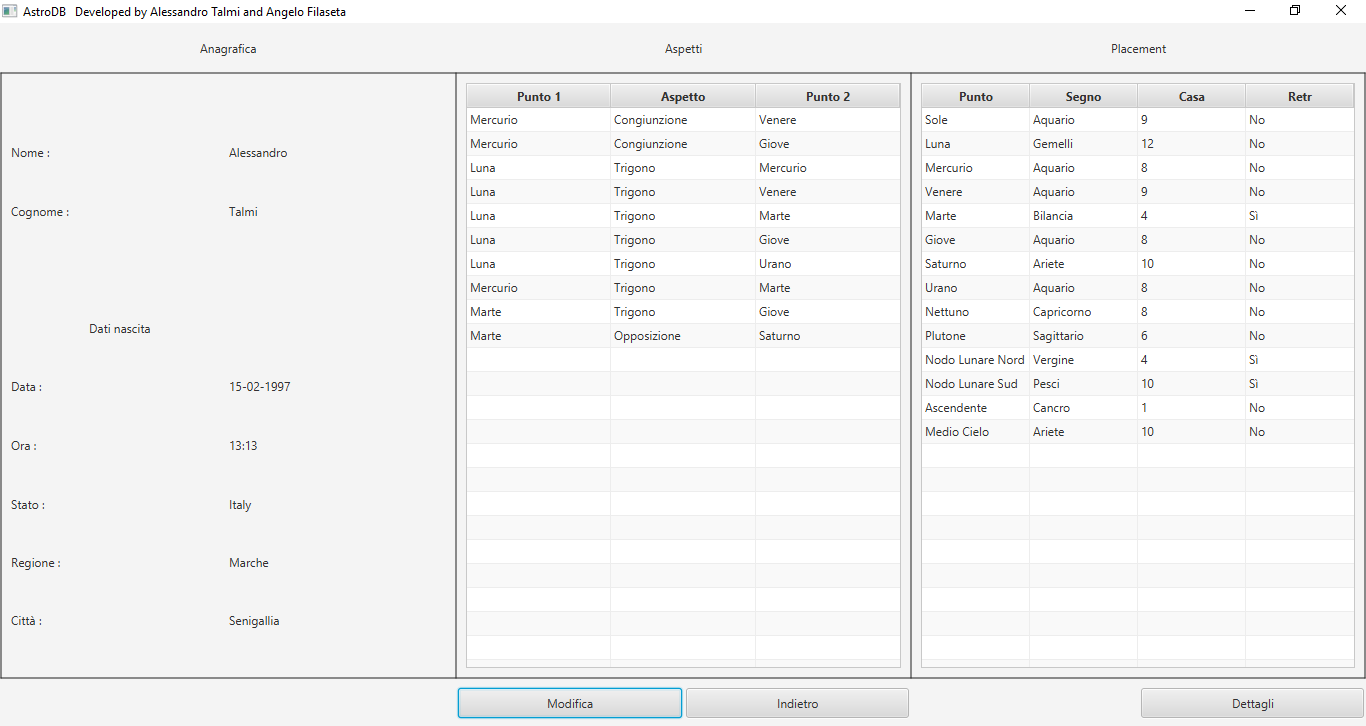 AstroDB Developed by Alessandro Talmi and Angelo Filaseta
Anagrafica
Nome : Alessandro
Cognome : Talmi
Dati nascita
Data : 15-02-1997
Ora : 13:13
Stato : Italy
Regione : Marche
Città : Senigallia
Aspetti
Punto 1 Aspetto Punto 2
Mercurio Congiunzione Venere
Mercurio Congiunzione Giove
Luna Trigono Mercurio
Luna Trigono Venere
Luna Trigono Marte
Luna Trigono Giove
Luna Trigono Urano
Mercurio Trigono Marte
Marte Trigono Giove
Marte Opposizione Saturno
Placement
Punto Segno Casa Retr
Sole Aquario 9 No
Luna Gemelli 12 No
Mercurio Aquario 8 No
Venere Aquario 9 No
Marte Bilancia 4 Sì
Giove Aquario 8 No
Saturno Ariete 10 No
Urano Aquario 8 No
Nettuno Capricorno 8 No
Plutone Sagittario 6 No
Nodo Lunare Nord Vergine 4 Sì
Nodo Lunare Sud Pesci 10 Sì
Ascendente Cancro 1 No
Medio Cielo Ariete 10 No
Modifica Indietro Dettagli